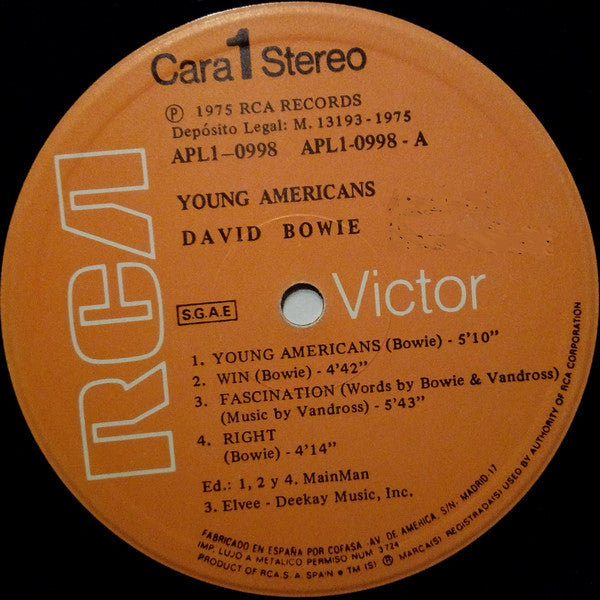 Cara 1 Stereo
Ⓟ 1975 RCA RECORDS
Depósito Legal: M. 13193-1975
APL1-0998 APL1-0998-A
YOUNG AMERICANS
DAVID BOWIE
RCA
Victor
S.G.A.E
1. YOUNG AMERICANS (Bowie) - 5'10"
2. WIN (Bowie) - 4'42"
3. FASCINATION (Words by Bowie & Vandross)
(Music by Vandross) - 5'43"
4. RIGHT
(Bowie) - 4'14"
Ed.: 1, 2 y 4. MainMan
3. Elvee - Deekay Music, Inc.
FABRICADO EN ESPAÑA POR COFASA·AV. DE AMÉRICA, S/N. MADRID 17
IMP. LUJO A METALICO PERMISO NUM. 3724
PRODUCT OF RCA S.A. SPAIN ● TM (S) ® MARCA(S) REGISTRADA(S) USED BY AUTHORITY OF RCA CORPORATION